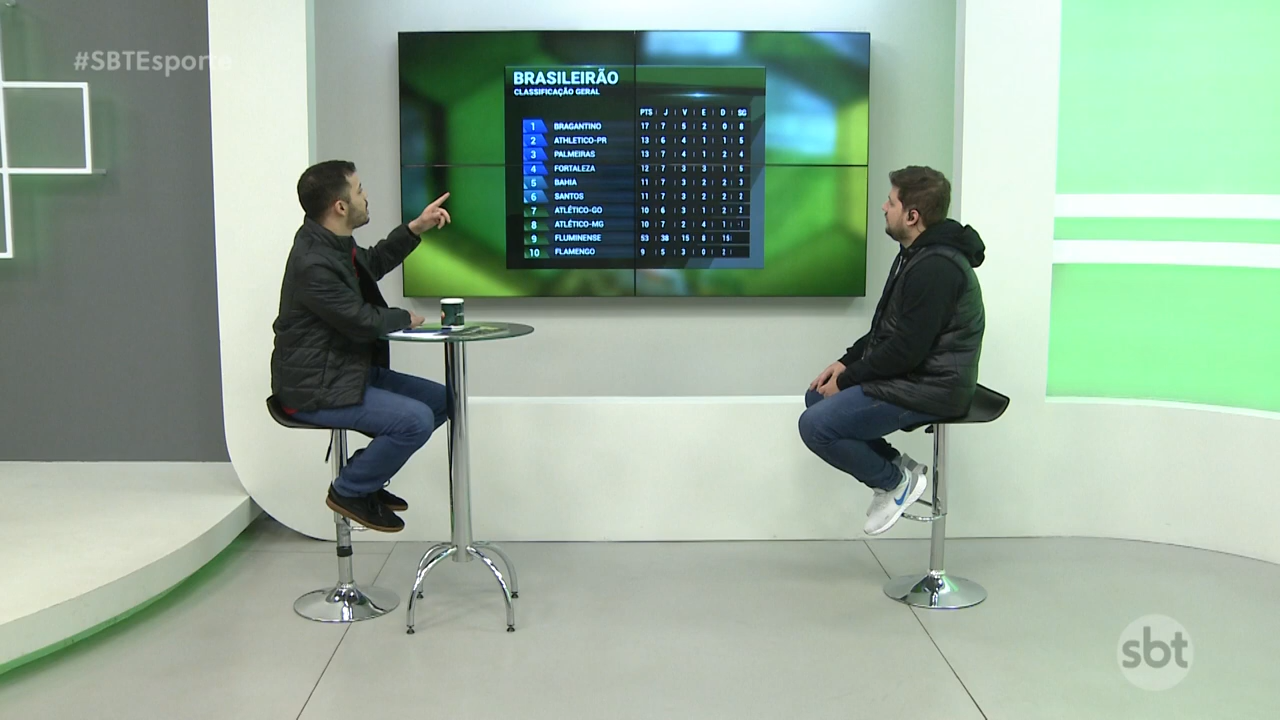 #SBTEsporte
BRASILEIRÃO
CLASSIFICAÇÃO GERAL
PTS J V E D SG
1 BRAGANTINO 17 7 5 2 0 8
2 ATHLETICO-PR 13 6 4 1 1 5
3 PALMEIRAS 13 7 4 1 2 4
4 FORTALEZA 12 7 3 3 1 5
5 BAHIA 11 7 3 2 2 2
6 SANTOS 11 7 3 2 2 2
7 ATLÉTICO-GO 10 6 3 1 2 2
8 ATLÉTICO-MG 10 7 2 4 1 -1
9 FLUMINENSE 53 38 15 8 15
10 FLAMENGO 9 5 3 0 2
sbt